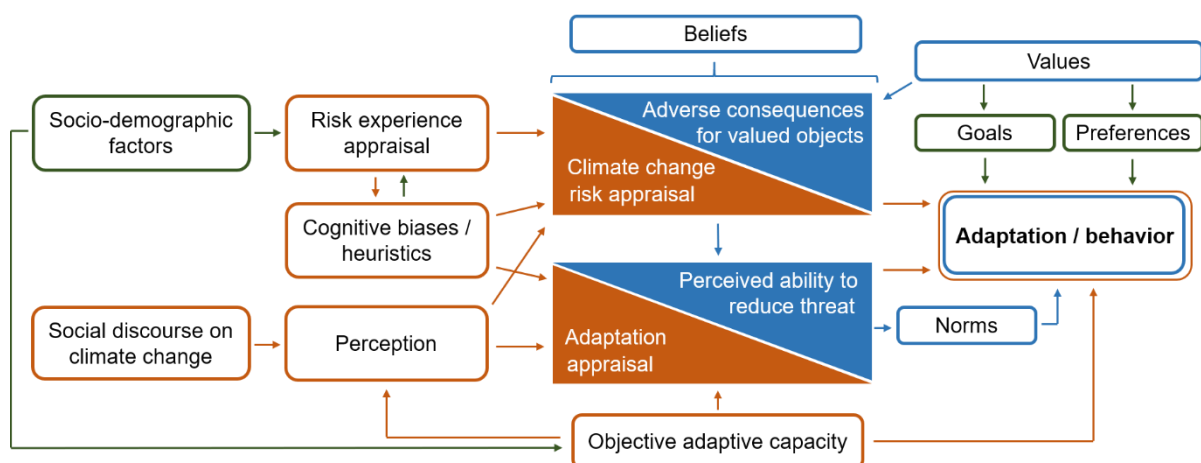 Beliefs
Values
Socio-demographic
factors
Risk experience
appraisal
Adverse consequences
for valued objects
Climate change
risk appraisal
Goals
Preferences
Cognitive biases /
heuristics
Adaptation / behavior
Social discourse on
climate change
Perception
Perceived ability to
reduce threat
Adaptation
appraisal
Norms
Objective adaptive capacity